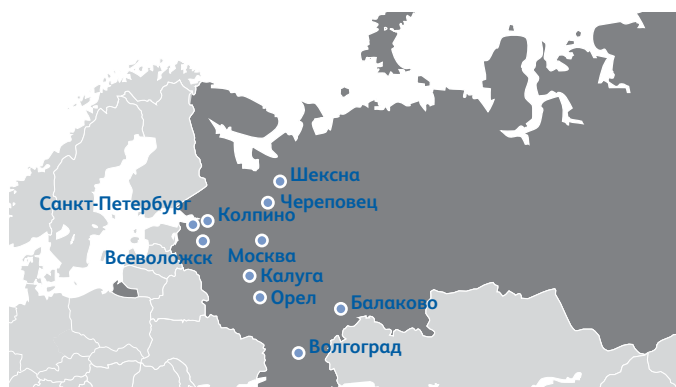 Шексна
Череповец
Санкт-Петербург
Колпино
Всеволожск
Москва
Калуга
Орел
Балаково
Волгоград